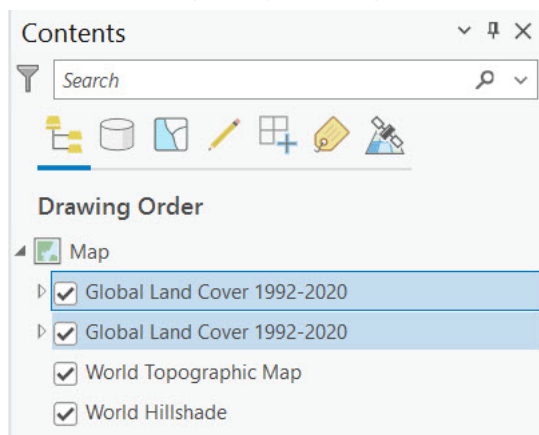 Contents
Search
Drawing Order
Map
Global Land Cover 1992-2020
Global Land Cover 1992-2020
World Topographic Map
World Hillshade